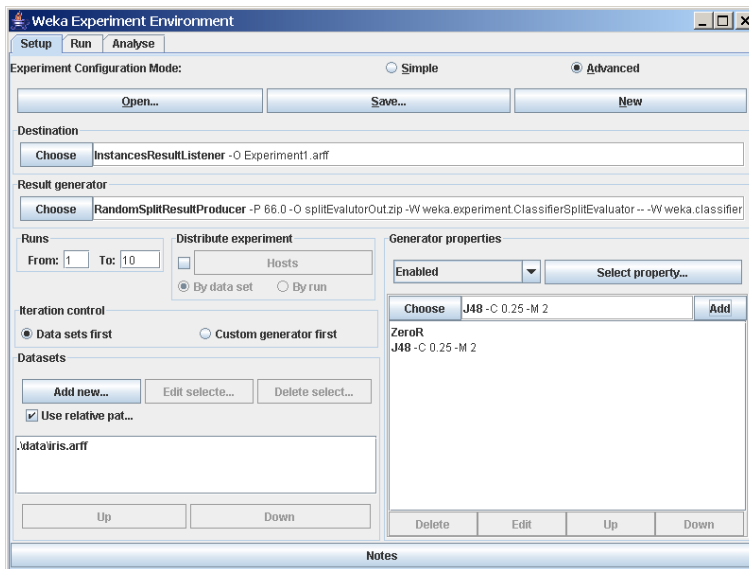 Weka Experiment Environment
Setup Run Analyse
Experiment Configuration Mode: Simple Advanced
Open... Save... New
Destination
Choose InstancesResultListener -O Experiment1.arff
Result generator
Choose RandomSplitResultProducer -P 66.0 -O splitEvalutorOut.zip -W weka.experiment.ClassifierSplitEvaluator -- -W weka.classifier
Runs
From: 1 To: 10
Distribute experiment
Hosts
By data set By run
Iteration control
Data sets first Custom generator first
Datasets
Add new... Edit selecte... Delete select...
Use relative pat...
.\data\iris.arff
Up Down
Generator properties
Enabled Select property...
Choose J48 -C 0.25 -M 2 Add
ZeroR
J48 -C 0.25 -M 2
Delete Edit Up Down
Notes